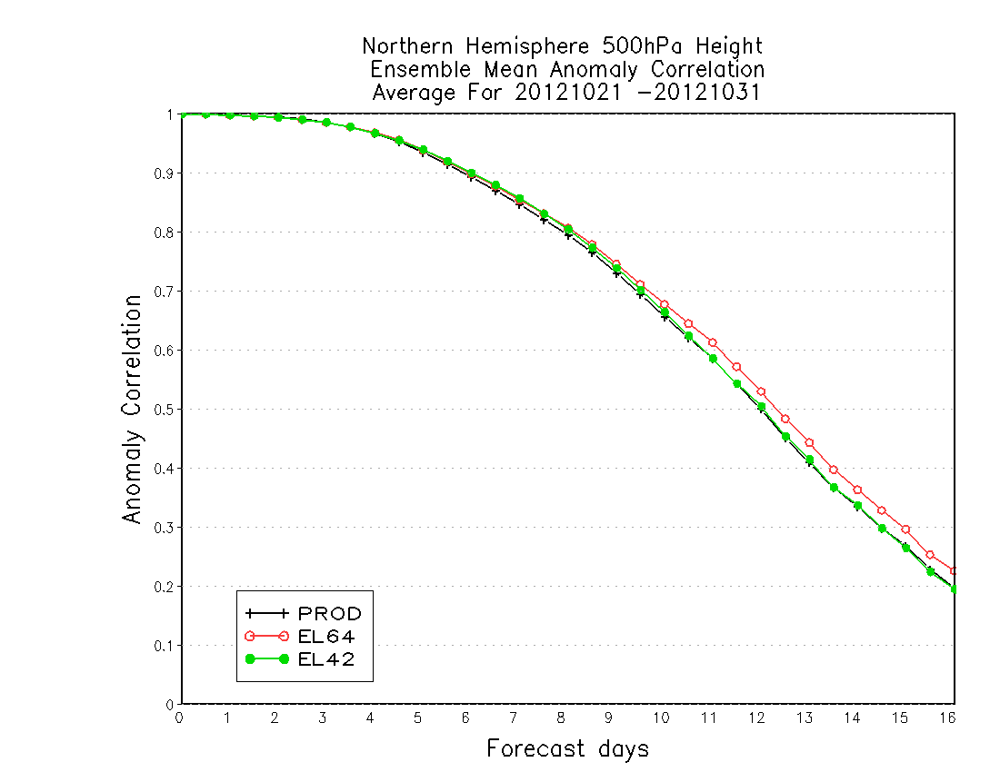 Northern Hemisphere 500hPa Height
Ensemble Mean Anomaly Correlation
Average For 20121021 -20121031
1
0.9
0.8
0.7
0.6
0.5
0.4
0.3
0.2
0.1
0
Anomaly Correlation
PROD
EL64
EL42
0 1 2 3 4 5 6 7 8 9 10 11 12 13 14 15 16
Forecast days